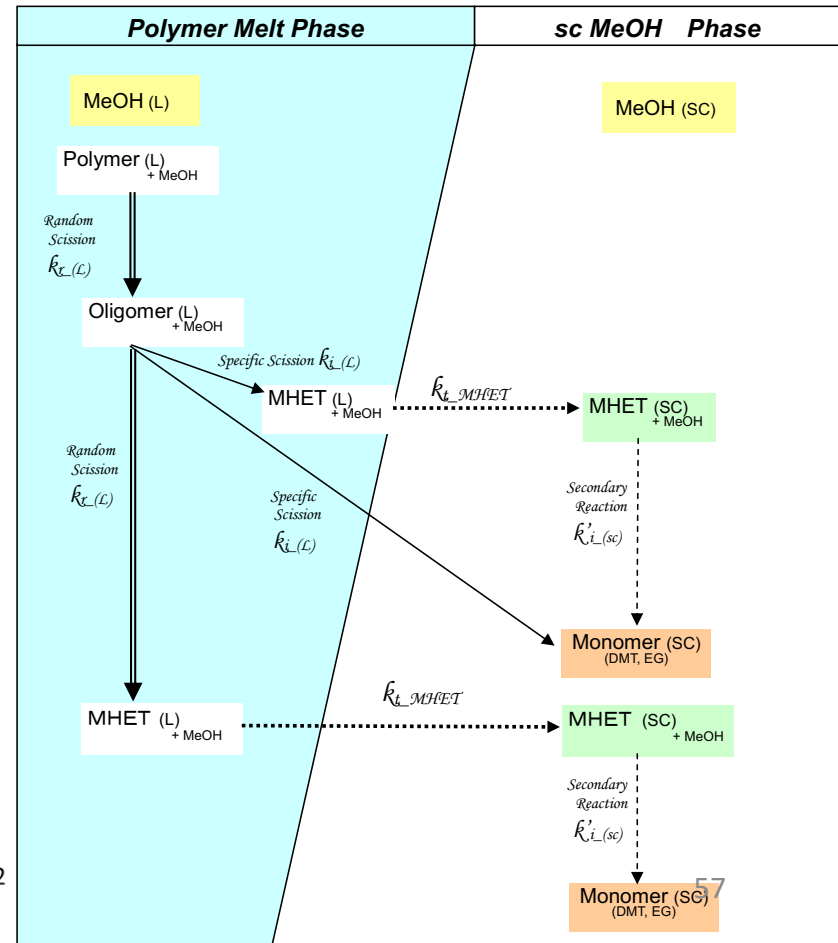 Polymer Melt Phase
sc MeOH Phase
MeOH (L)
MeOH (SC)
Polymer (L)
+ MeOH
Random
Scission
kr_(L)
Oligomer (L)
+ MeOH
Specific Scission ki_(L)
MHET (L)
+ MeOH
kt_MHET
MHET (SC)
+ MeOH
Random
Scission
kr_(L)
Specific
Scission
ki_(L)
Secondary
Reaction
k'i_(sc)
Monomer (SC)
(DMT, EG)
MHET (L)
+ MeOH
kt_MHET
MHET (SC)
+ MeOH
Secondary
Reaction
k'i_(sc)
2
57
Monomer (SC)
(DMT, EG)